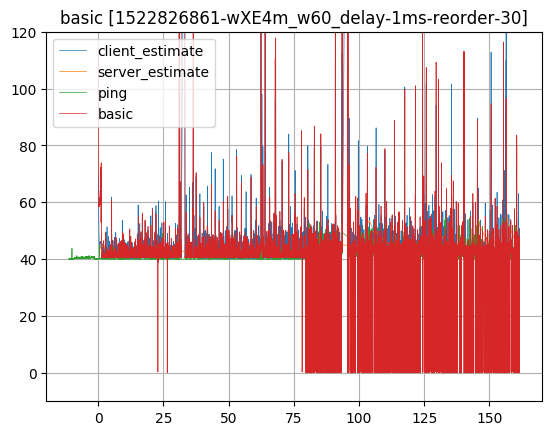 basic [1522826861-wXE4m_w60_delay-1ms-reorder-30]
client_estimate
server_estimate
ping
basic
120
100
80
60
40
20
0
0 25 50 75 100 125 150